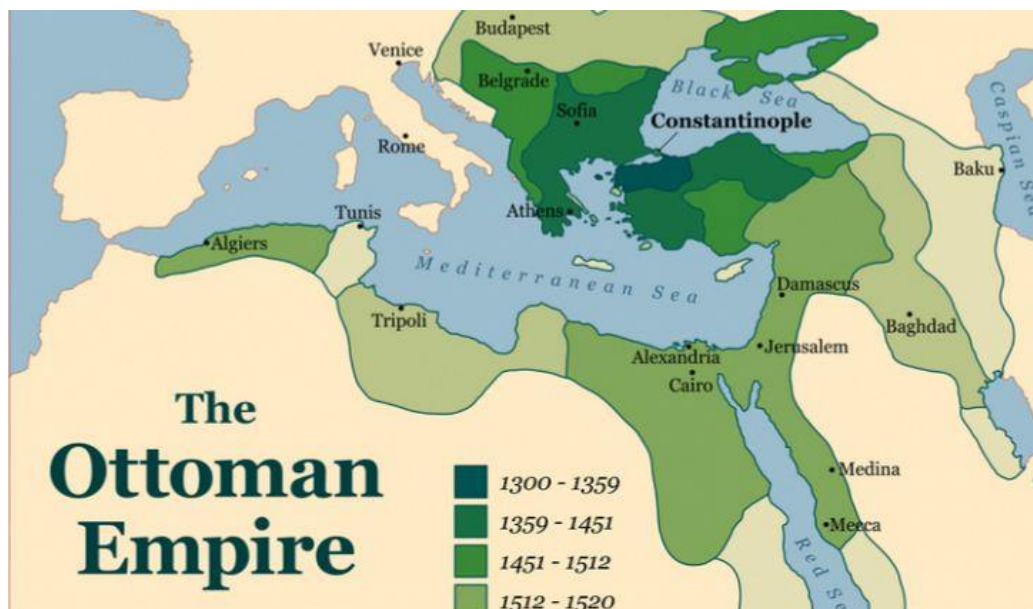 Budapest
Venice
Belgrade
Black Sea
Caspian Sea
Sofia
Constantinople
Rome
Baku
Athens
Tunis
Algiers
Mediterranean Sea
Damascus
Tripoli
Baghdad
Alexandria
Jerusalem
Cairo
The
Ottoman
Empire
Medina
Mecca
Red Se
1300 - 1359
1359 - 1451
1451 - 1512
1512 - 1520